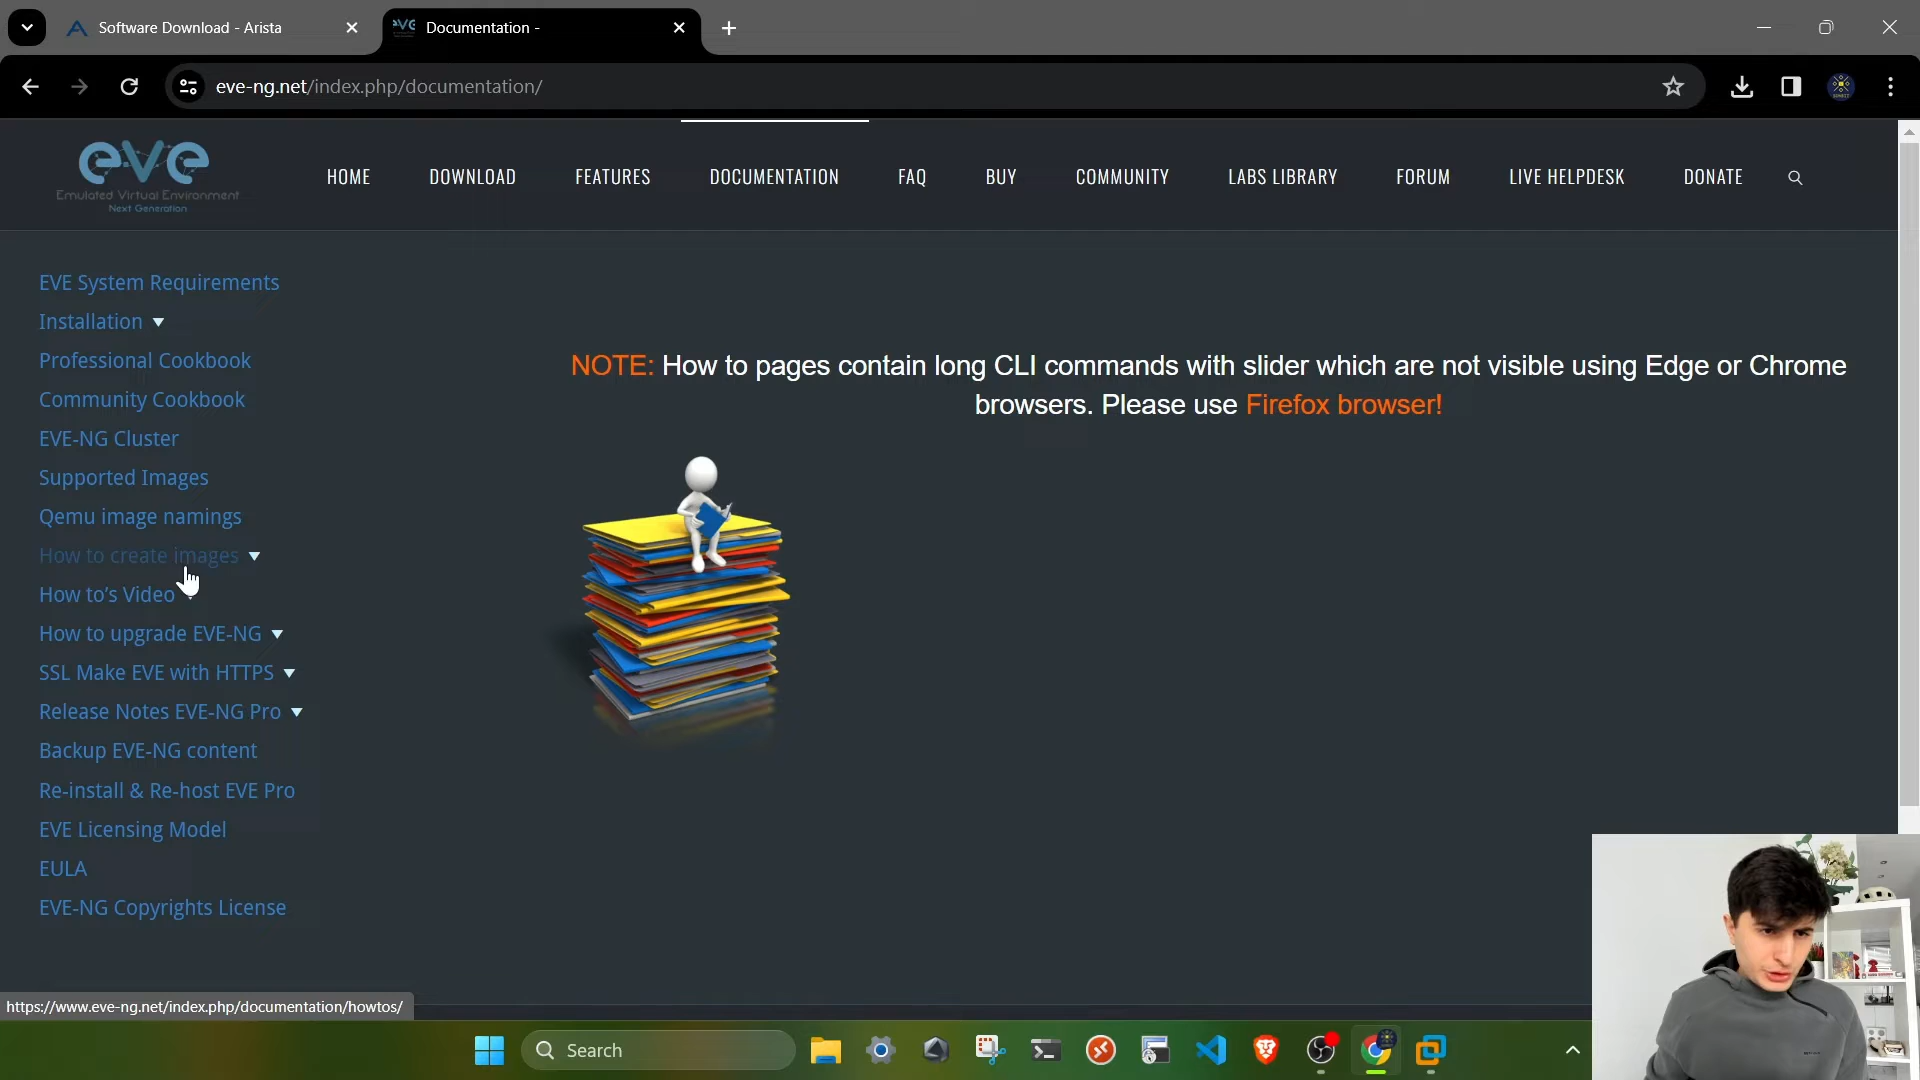 Software Download - Arista
Documentation -
eve-ng.net/index.php/documentation/
eve
Emulated Virtual Environment
Next Generation
HOME
DOWNLOAD
FEATURES
DOCUMENTATION
FAQ
BUY
COMMUNITY
LABS LIBRARY
FORUM
LIVE HELPDESK
DONATE
EVE System Requirements
Installation
Professional Cookbook
Community Cookbook
EVE-NG Cluster
Supported Images
Qemu image namings
How to create images
How to's Video
How to upgrade EVE-NG
SSL Make EVE with HTTPS
Release Notes EVE-NG Pro
Backup EVE-NG content
Re-install & Re-host EVE Pro
EVE Licensing Model
EULA
EVE-NG Copyrights License
NOTE: How to pages contain long CLI commands with slider which are not visible using Edge or Chrome
browsers. Please use Firefox browser!
https://www.eve-ng.net/index.php/documentation/howtos/
Search